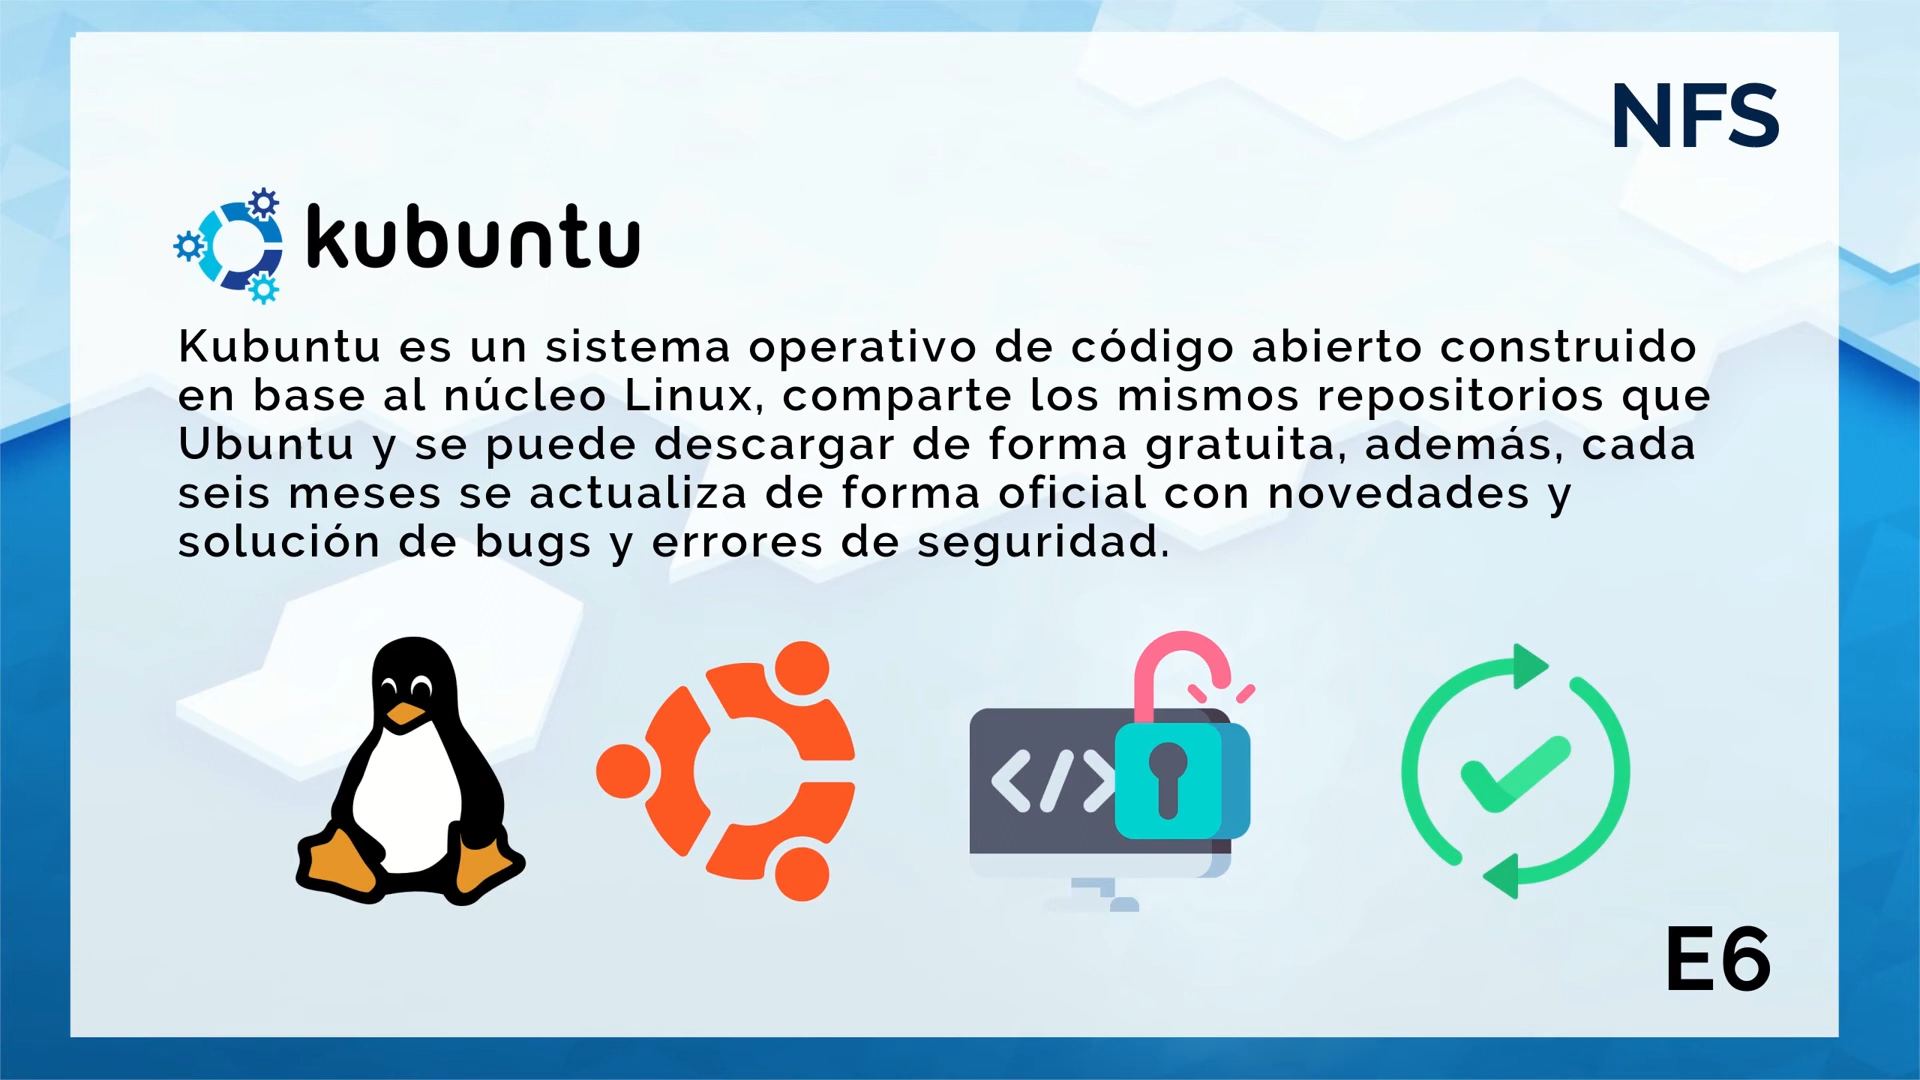 NFS
kubuntu
Kubuntu es un sistema operativo de código abierto construido
en base al núcleo Linux, comparte los mismos repositorios que
Ubuntu y se puede descargar de forma gratuita, además, cada
seis meses se actualiza de forma oficial con novedades y
solución de bugs y errores de seguridad.
</>
E6